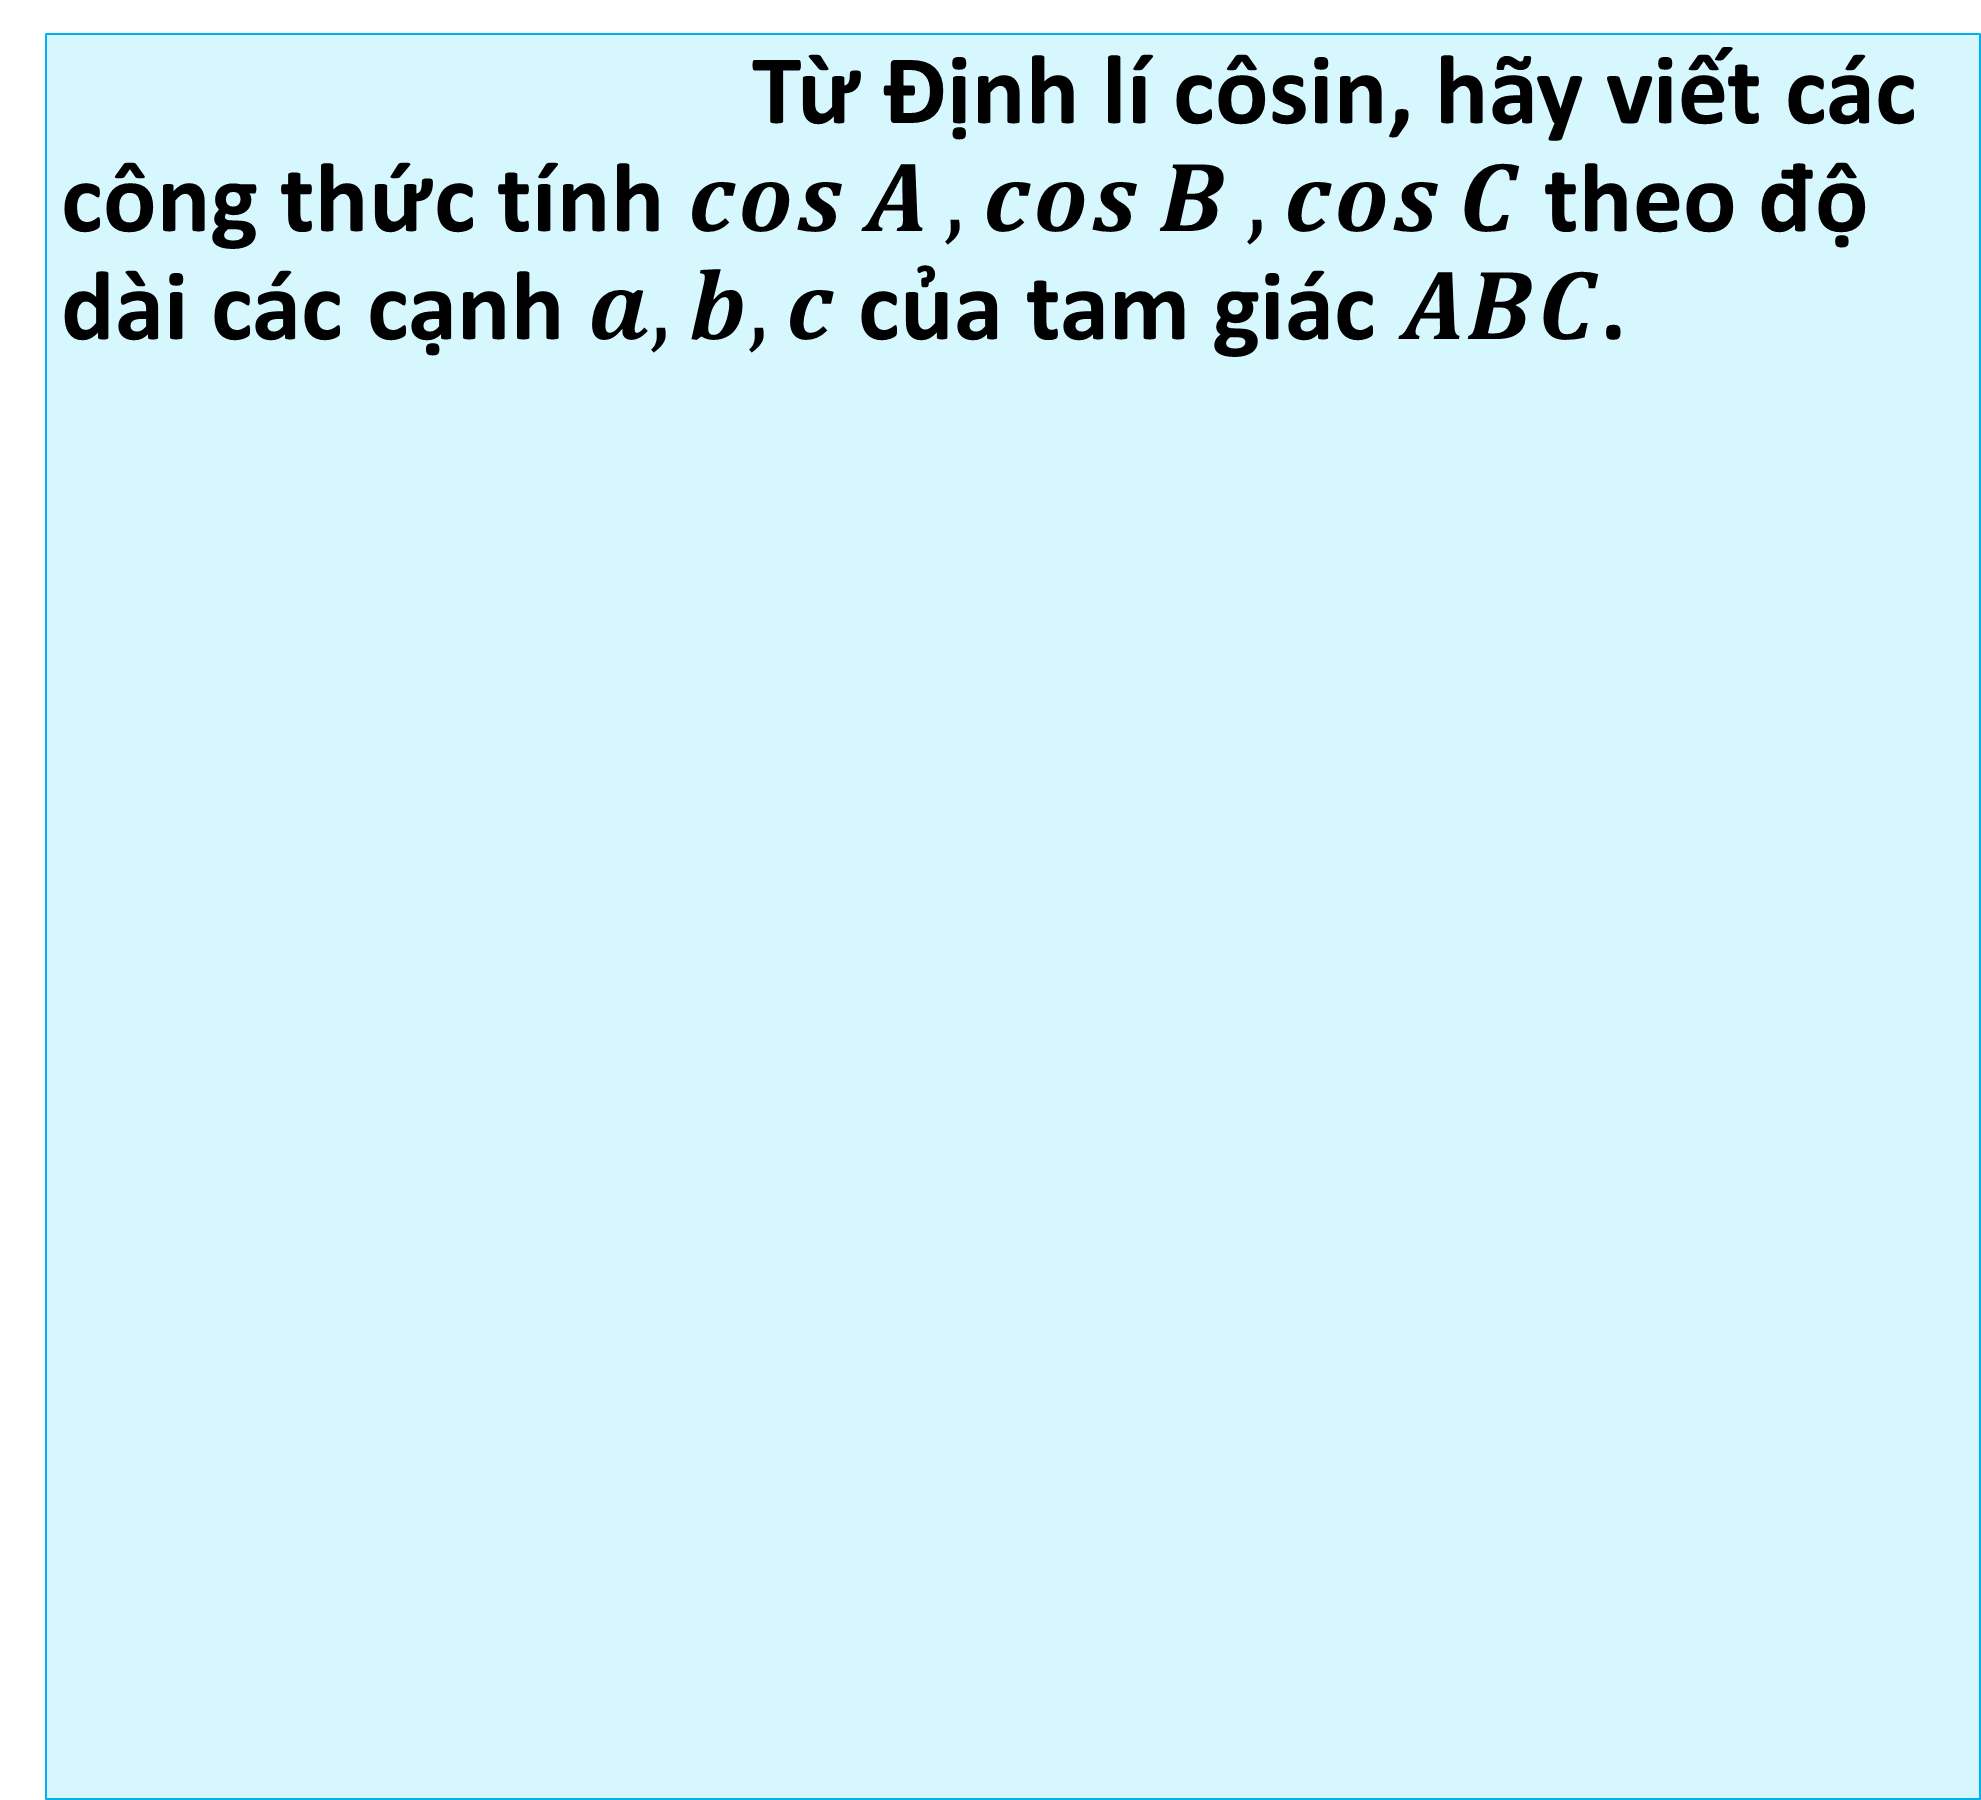 Từ Định lí côsin, hãy viết các
công thức tính cos A, cos B , cos C theo độ
dài các cạnh a, b, c của tam giác ABC.